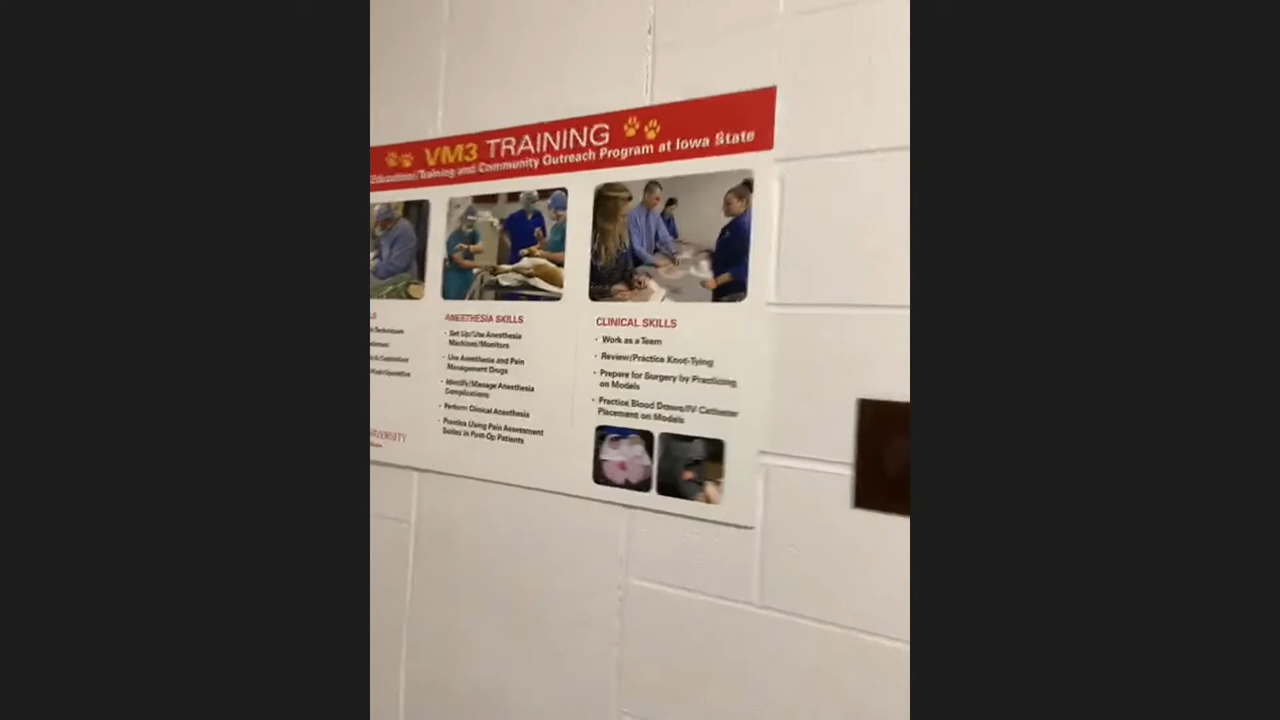 VM3 TRAINING
Education/Training and Community Outreach Program at Iowa State
ANESTHESIA SKILLS
· Set Up/Use Anesthesia
Machines/Monitors
· Use Anesthesia and Pain
Management Drugs
· Identify/Manage Anesthesia
Complications
· Perform Clinical Anesthesia
· Practice Using Pain Assessment
Scales in Post-Op Patients
CLINICAL SKILLS
· Work as a Team
· Review/Practice Knot-Tying
· Prepare for Surgery by Practicing
on Models
· Practice Blood Draws/IV Catheter
Placement on Models